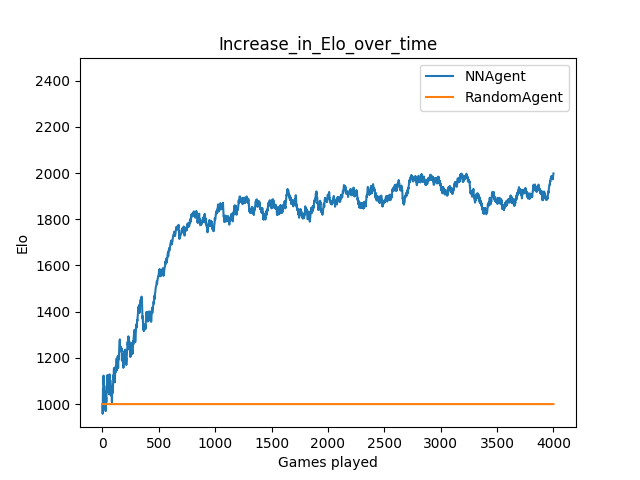 Increase_in_Elo_over_time
NNAgent
RandomAgent
2400
2200
2000
1800
1600
1400
1200
1000
Elo
0 500 1000 1500 2000 2500 3000 3500 4000
Games played